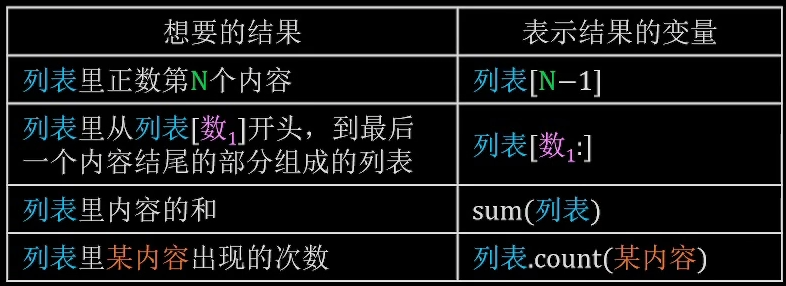 想要的结果
表示结果的变量
列表里正数第N个内容
列表[N−1]
列表里从列表[数₁]开头，到最后
一个内容结尾的部分组成的列表
列表[数₁:]
列表里内容的和
sum(列表)
列表里某内容出现的次数
列表.count(某内容)